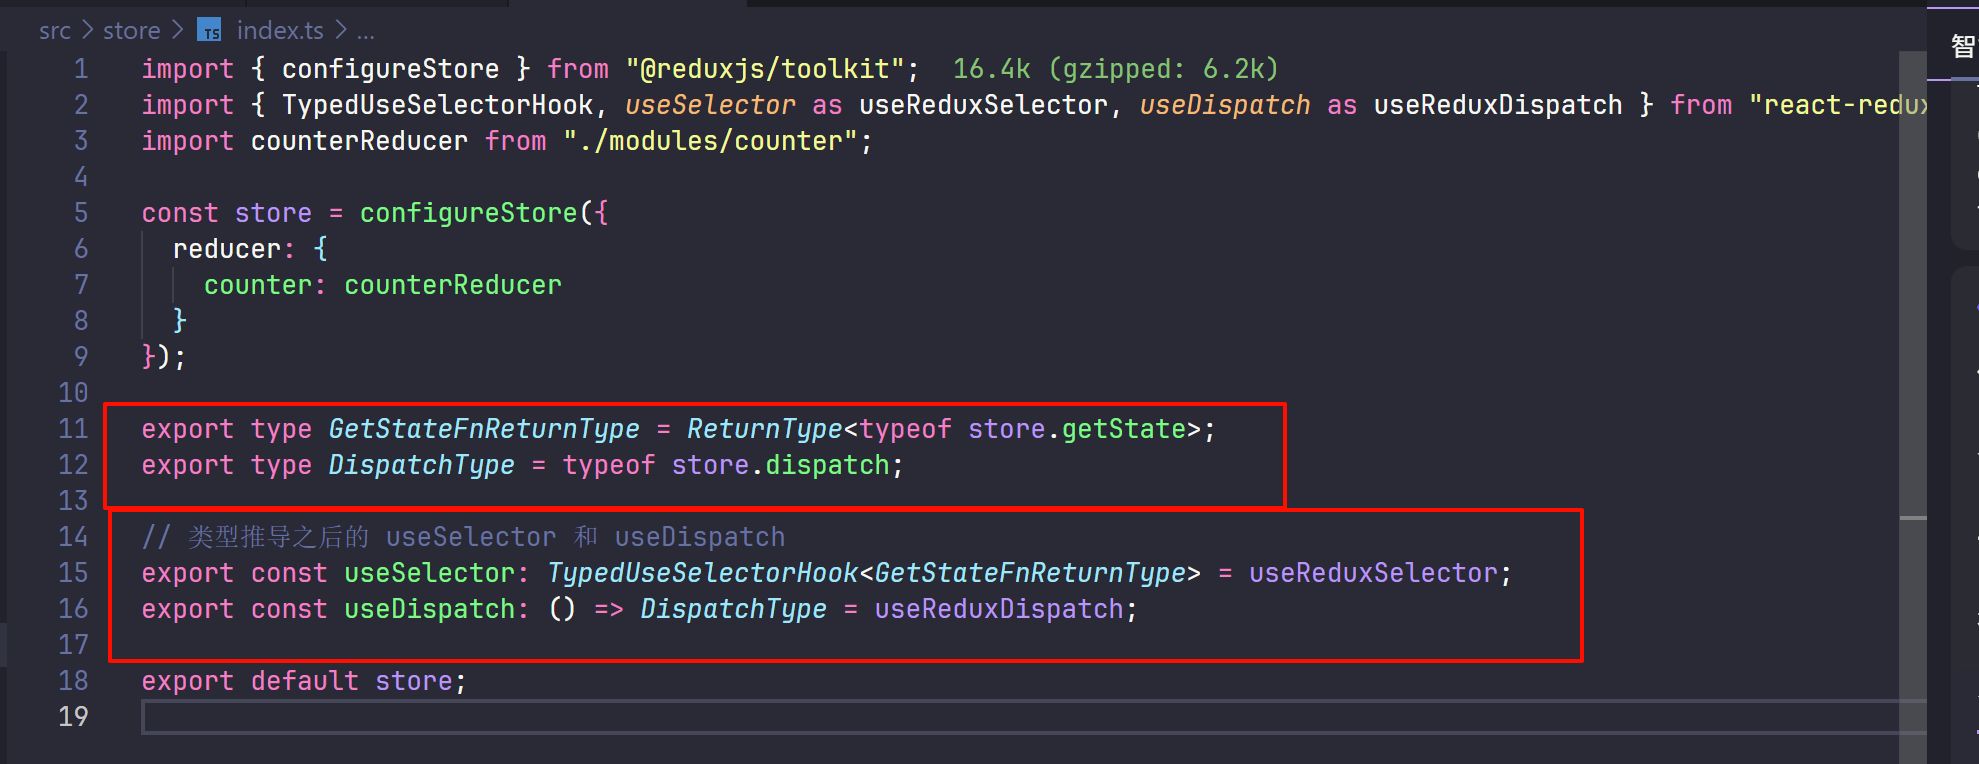 src > store > TS index.ts > ...
1 import { configureStore } from "@reduxjs/toolkit"; 16.4k (gzipped: 6.2k)
2 import { TypedUseSelectorHook, useSelector as useReduxSelector, useDispatch as useReduxDispatch } from "react-redux
3 import counterReducer from "./modules/counter";
4
5 const store = configureStore({
6 reducer: {
7 counter: counterReducer
8 }
9 });
10
11 export type GetStateFnReturnType = ReturnType<typeof store.getState>;
12 export type DispatchType = typeof store.dispatch;
13
14 // 类型推导之后的 useSelector 和 useDispatch
15 export const useSelector: TypedUseSelectorHook<GetStateFnReturnType> = useReduxSelector;
16 export const useDispatch: () => DispatchType = useReduxDispatch;
17
18 export default store;
19
智